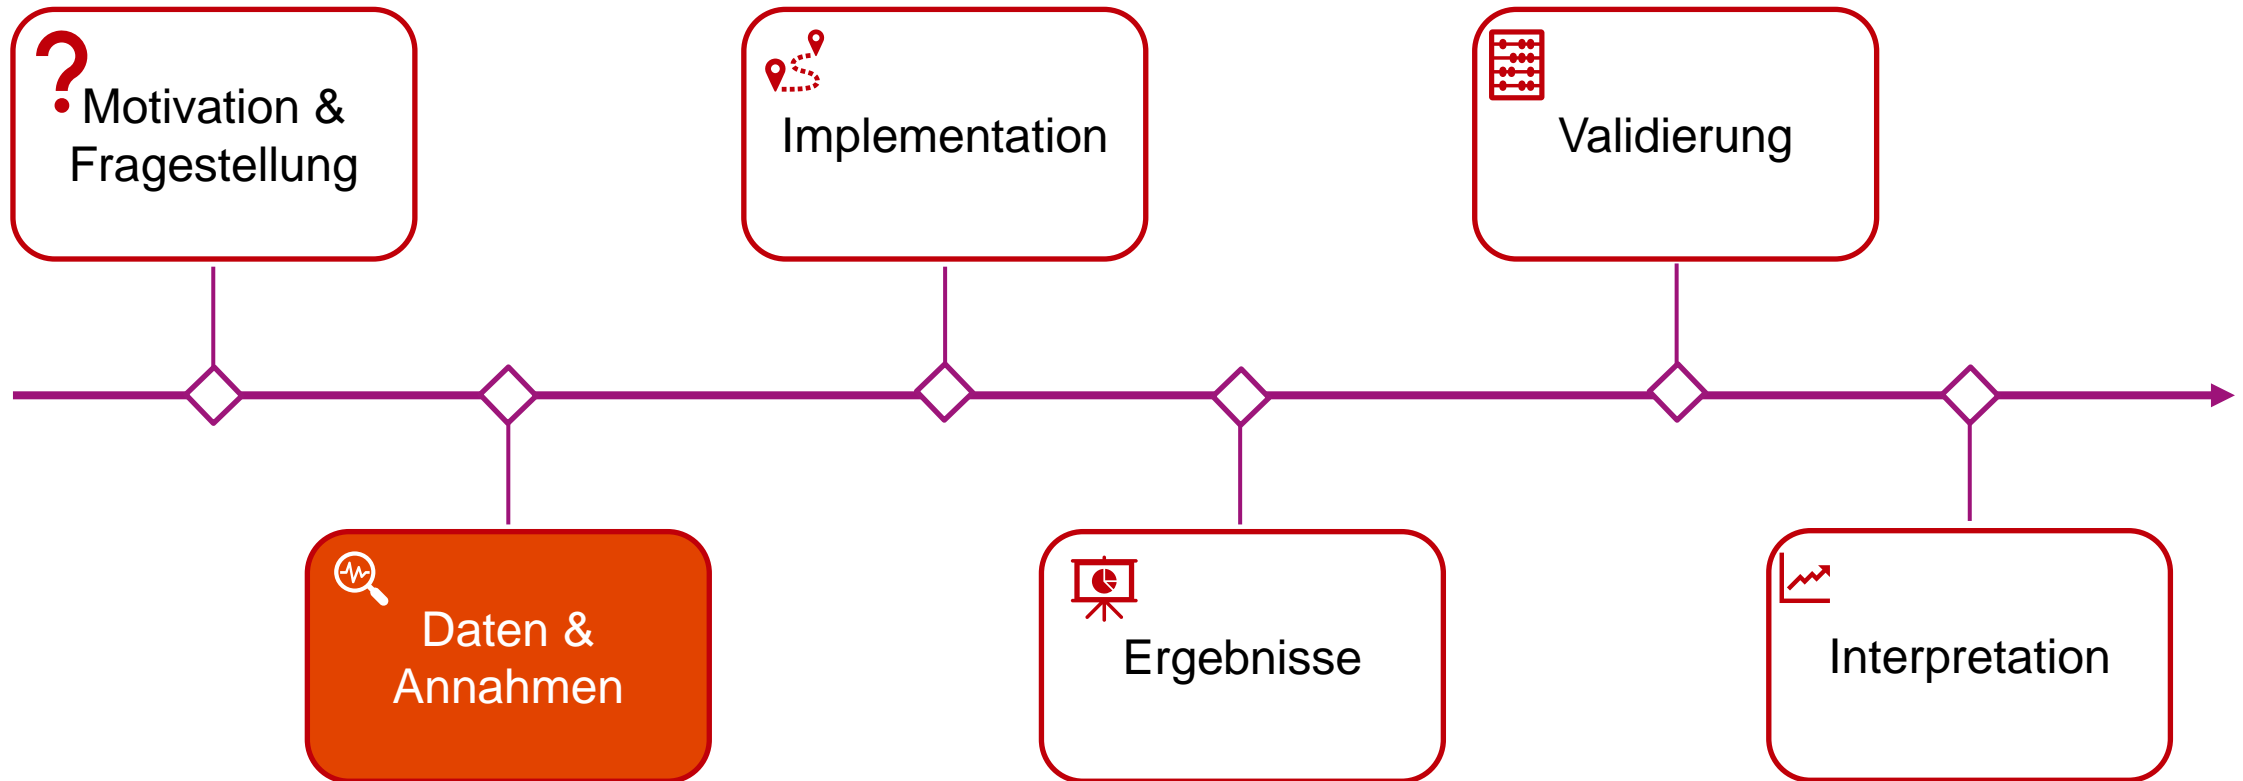 Motivation &
Fragestellung
Daten &
Annahmen
Implementation
Ergebnisse
Validierung
Interpretation